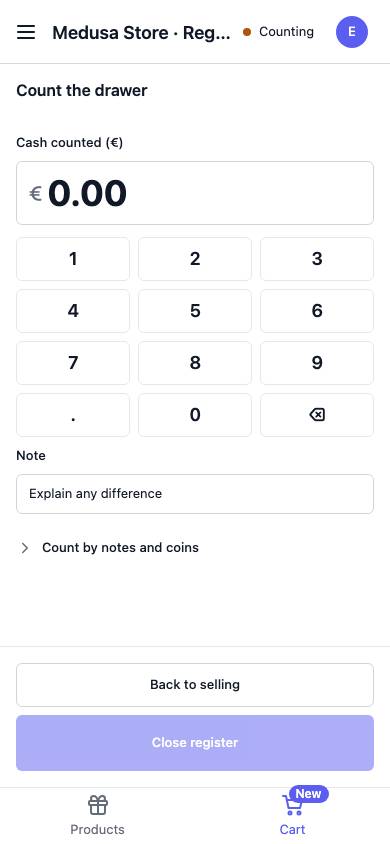 Medusa Store · Reg...
Counting
E
Count the drawer
Cash counted (€)
€ 0.00
1 2 3
4 5 6
7 8 9
. 0
Note
Explain any difference
Count by notes and coins
Back to selling
Close register
New
Products
Cart